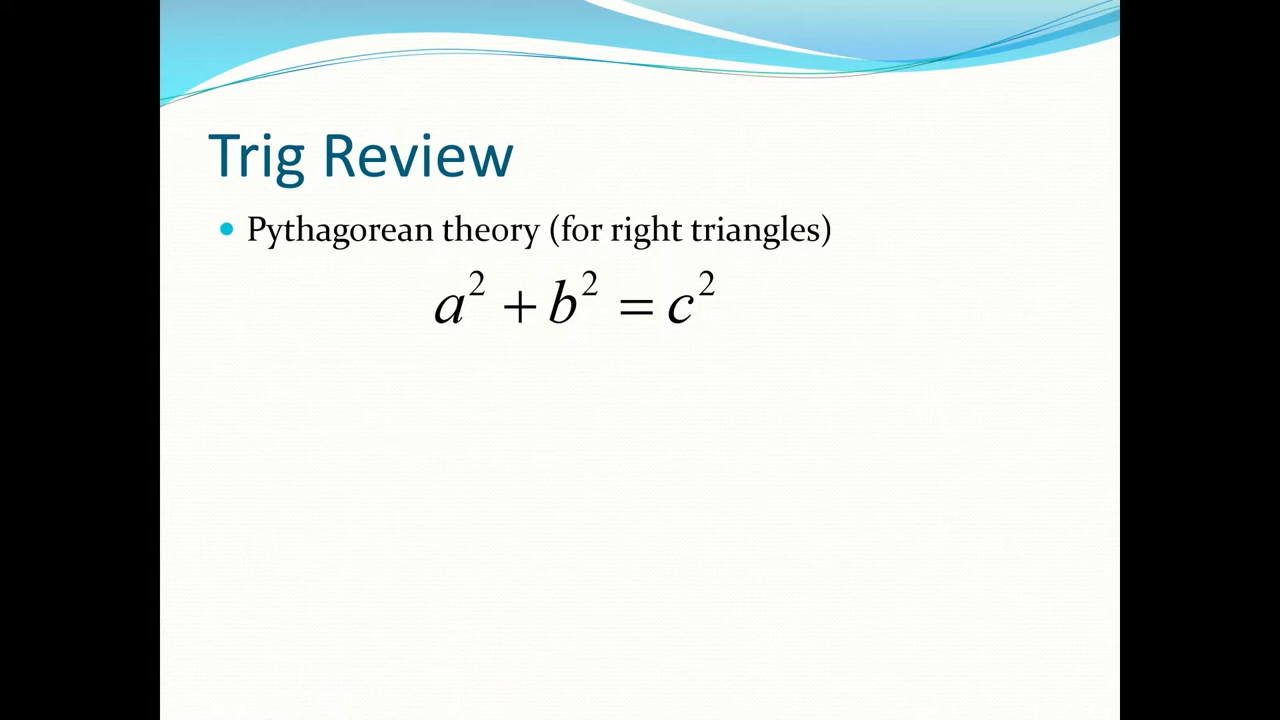 Trig Review
• Pythagorean theory (for right triangles)
a² + b² = c²